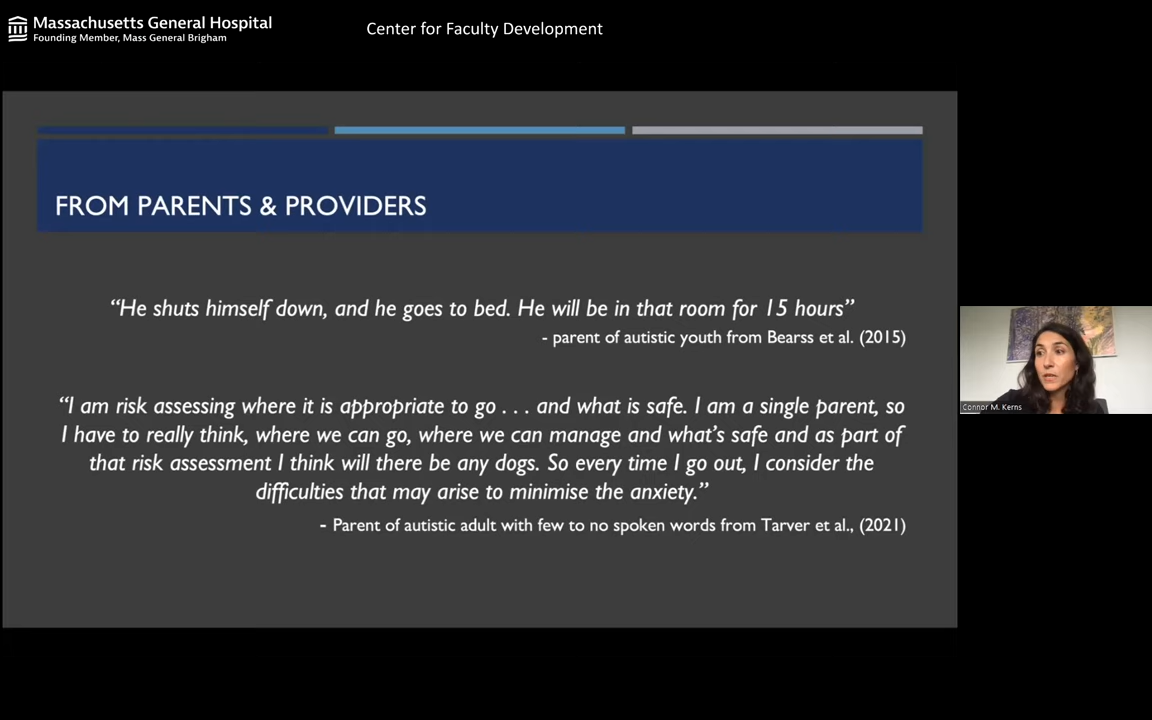 Massachusetts General Hospital
Founding Member, Mass General Brigham
Center for Faculty Development
FROM PARENTS & PROVIDERS
“He shuts himself down, and he goes to bed. He will be in that room for 15 hours”
- parent of autistic youth from Bearss et al. (2015)
“I am risk assessing where it is appropriate to go . . . and what is safe. I am a single parent, so
I have to really think, where we can go, where we can manage and what’s safe and as part of
that risk assessment I think will there be any dogs. So every time I go out, I consider the
difficulties that may arise to minimise the anxiety.”
- Parent of autistic adult with few to no spoken words from Tarver et al., (2021)
Connor M. Kerns